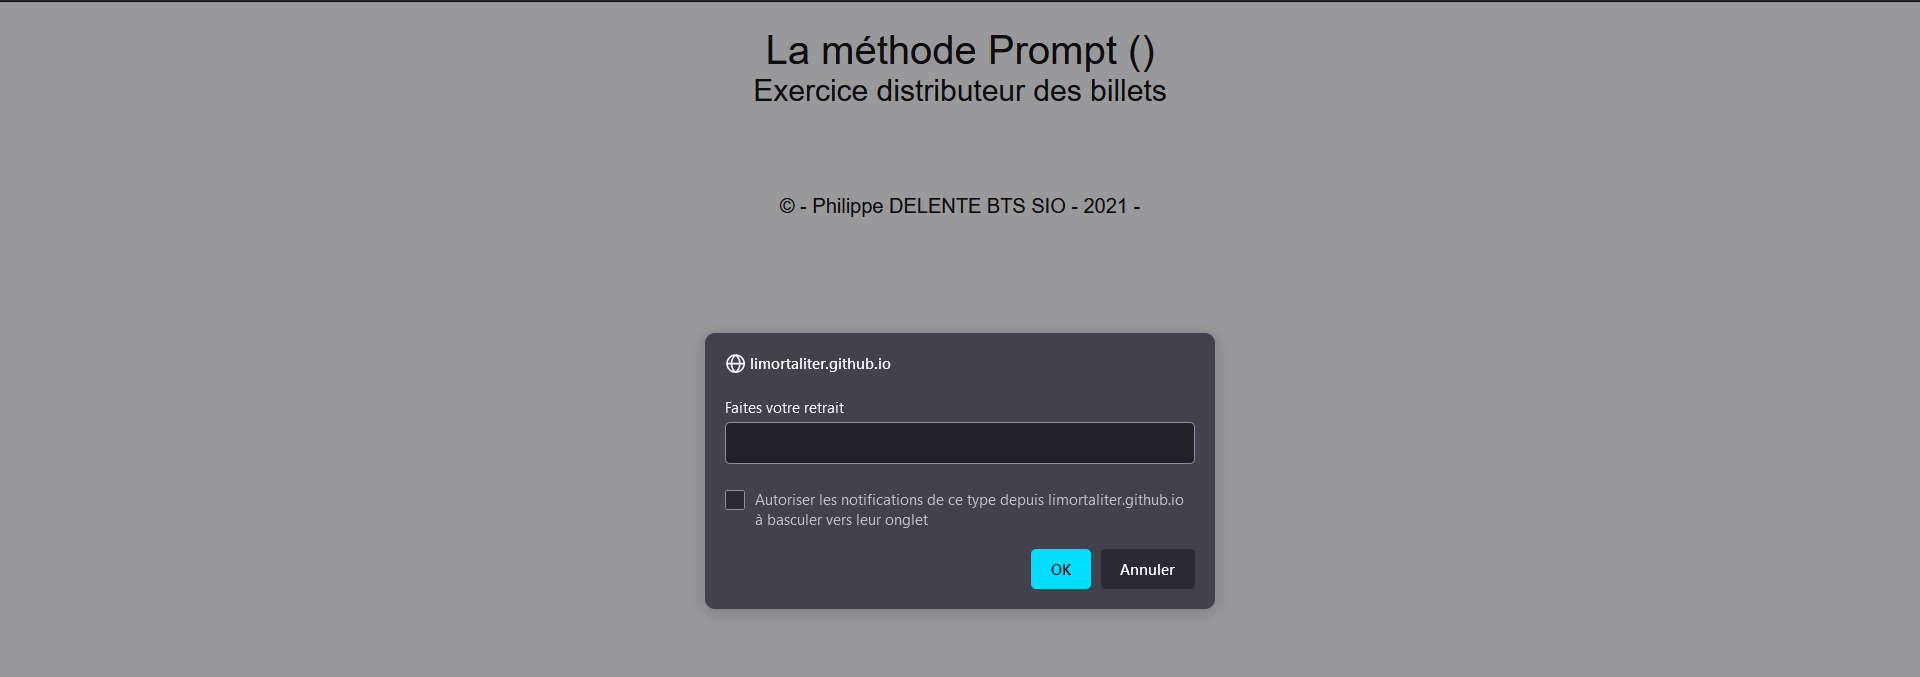 La méthode Prompt ()
Exercice distributeur des billets
© - Philippe DELENTE BTS SIO - 2021 -
limortaliter.github.io
Faites votre retrait
Autoriser les notifications de ce type depuis limortaliter.github.io
à basculer vers leur onglet
OK Annuler